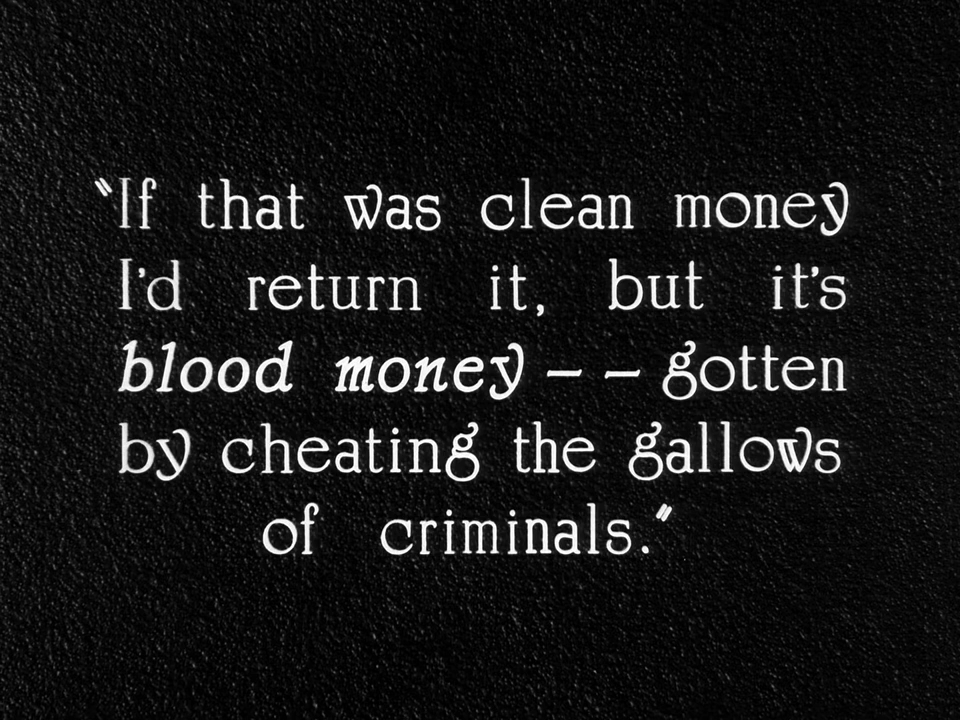 "If that was clean money
I'd return it, but it's
blood money -- gotten
by cheating the gallows
of criminals."